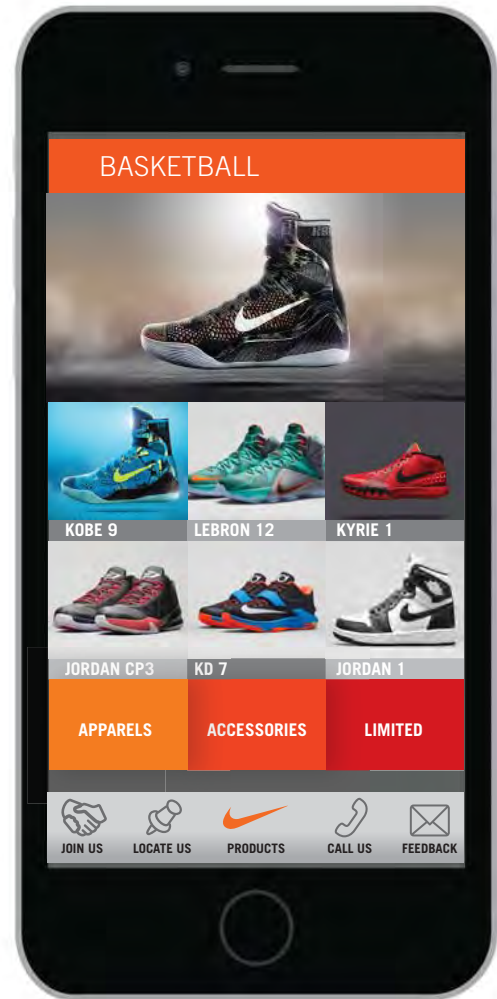 BASKETBALL
KOBE 9
LEBRON 12
KYRIE 1
JORDAN CP3
KD 7
JORDAN 1
APPARELS
ACCESSORIES
LIMITED
JOIN US
LOCATE US
PRODUCTS
CALL US
FEEDBACK